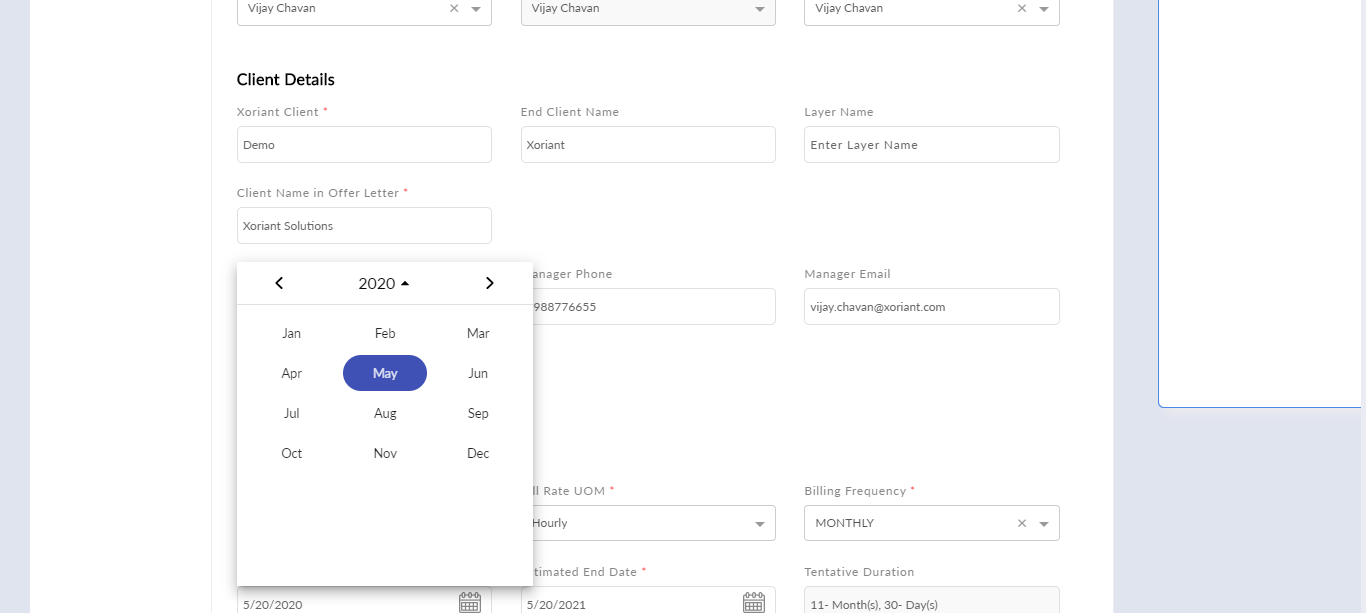 Vijay Chavan × Vijay Chavan Vijay Chavan ×
Client Details
Xoriant Client * End Client Name Layer Name
Demo Xoriant Enter Layer Name
Client Name in Offer Letter *
Xoriant Solutions
2020 anager Phone Manager Email
988776655 vijay.chavan@xoriant.com
Jan Feb Mar
Apr May Jun
Jul Aug Sep
Oct Nov Dec
ll Rate UOM * Billing Frequency *
Hourly MONTHLY ×
timated End Date * Tentative Duration
5/20/2020 5/20/2021 11- Month(s), 30- Day(s)